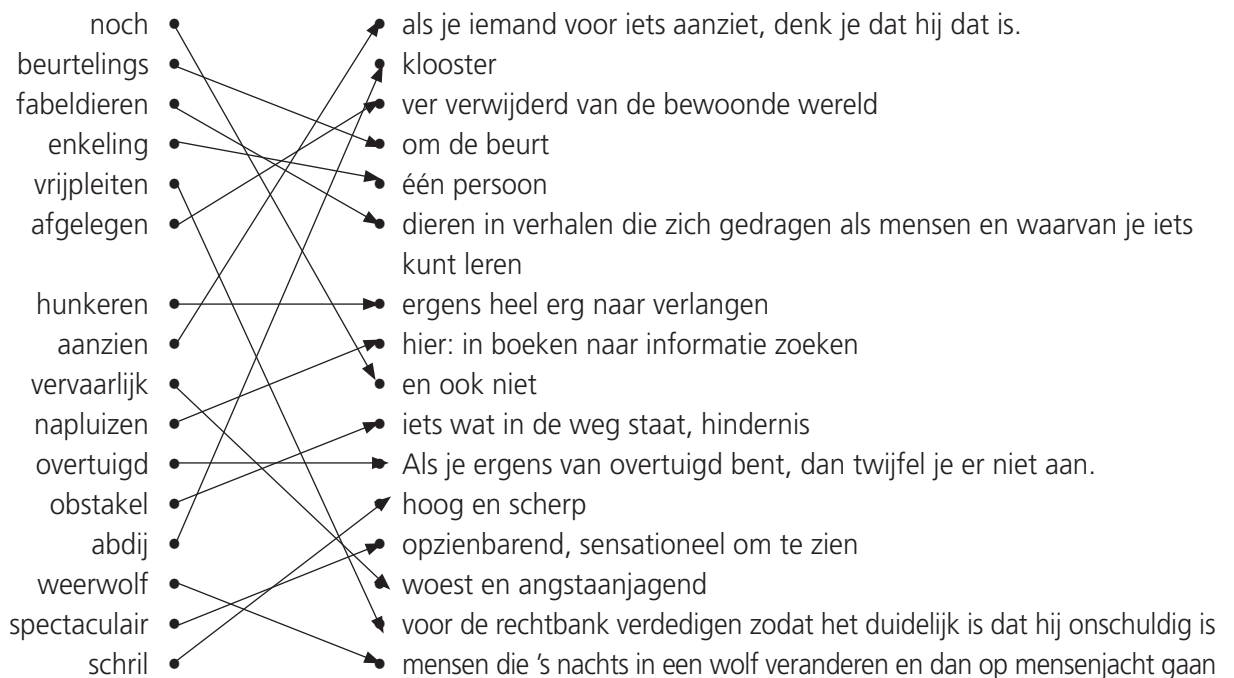 noch als je iemand voor iets aanziet, denk je dat hij dat is.
beurtelings klooster
fabeldieren ver verwijderd van de bewoonde wereld
enkeling om de beurt
vrijpleiten één persoon
afgelegen dieren in verhalen die zich gedragen als mensen en waarvan je iets
kunt leren
hunkeren ergens heel erg naar verlangen
aanzien hier: in boeken naar informatie zoeken
vervaarlijk en ook niet
napluizen iets wat in de weg staat, hindernis
overtuigd Als je ergens van overtuigd bent, dan twijfel je er niet aan.
obstakel hoog en scherp
abdij opzienbarend, sensationeel om te zien
weerwolf woest en angstaanjagend
spectaculair voor de rechtbank verdedigen zodat het duidelijk is dat hij onschuldig is
schril mensen die 's nachts in een wolf veranderen en dan op mensenjacht gaan